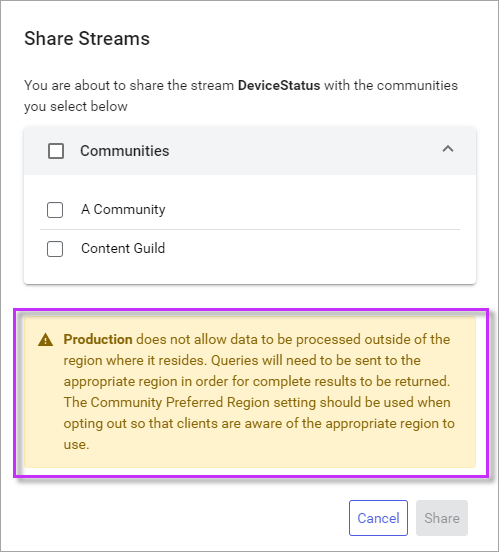 Share Streams
You are about to share the stream DeviceStatus with the communities
you select below
Communities
A Community
Content Guild
Production does not allow data to be processed outside of the
region where it resides. Queries will need to be sent to the
appropriate region in order for complete results to be returned.
The Community Preferred Region setting should be used when
opting out so that clients are aware of the appropriate region to
use.
Cancel
Share